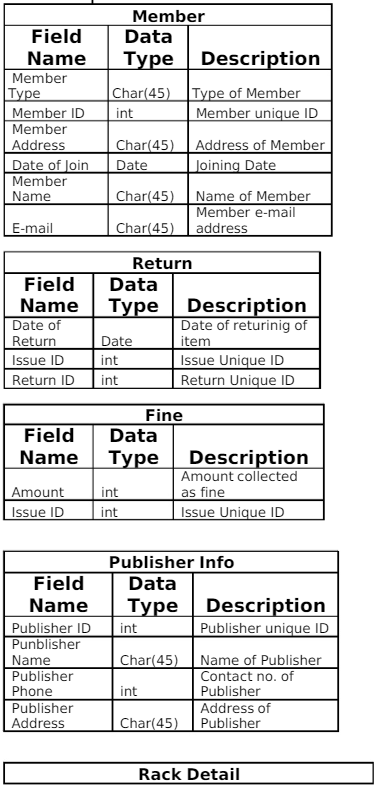 Member
Field Name Data Type Description
Member Type Char(45) Type of Member
Member ID int Member unique ID
Member Address Char(45) Address of Member
Date of Join Date Joining Date
Member Name Char(45) Name of Member
E-mail Char(45) Member e-mail address
Return
Field Name Data Type Description
Date of Return Date Date of returinig of item
Issue ID int Issue Unique ID
Return ID int Return Unique ID
Fine
Field Name Data Type Description
Amount int Amount collected as fine
Issue ID int Issue Unique ID
Publisher Info
Field Name Data Type Description
Publisher ID int Publisher unique ID
Punblisher Name Char(45) Name of Publisher
Publisher Phone int Contact no. of Publisher
Publisher Address Char(45) Address of Publisher
Rack Detail